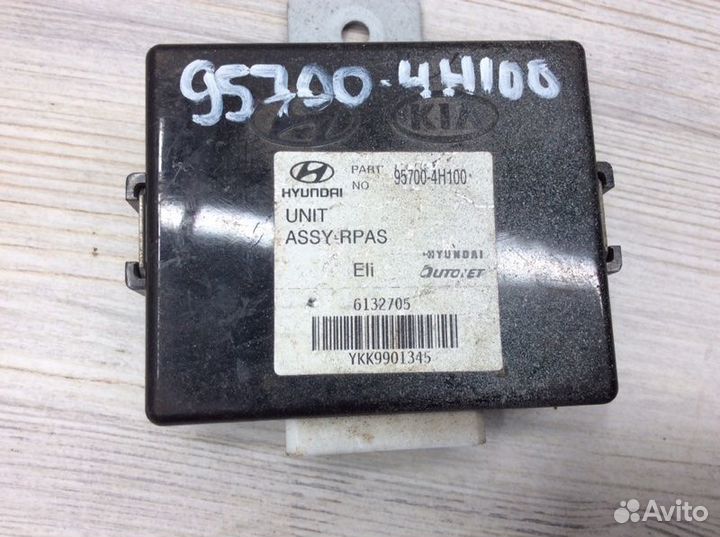 95700-4H100
KIA
HYUNDAI
PART NO 95700-4H100
UNIT
ASSY-RPAS
HYUNDAI
Eli AUTONET
6132705
YKK9901345
Avito